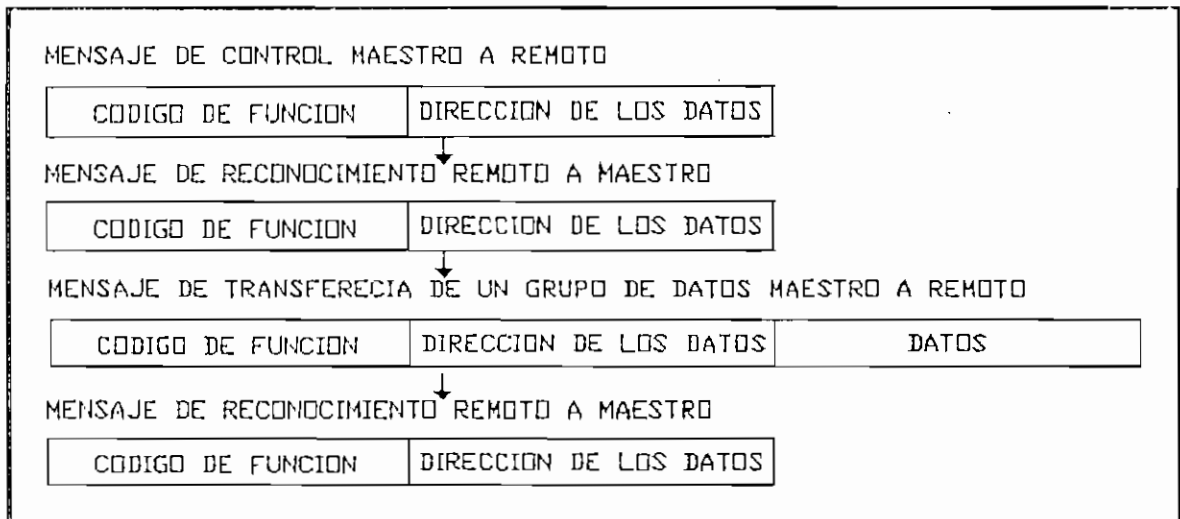 MENSAJE DE CONTROL MAESTRO A REMOTO
CODIGO DE FUNCION DIRECCION DE LOS DATOS
MENSAJE DE RECONOCIMIENTO REMOTO A MAESTRO
CODIGO DE FUNCION DIRECCION DE LOS DATOS
MENSAJE DE TRANSFERECIA DE UN GRUPO DE DATOS MAESTRO A REMOTO
CODIGO DE FUNCION DIRECCION DE LOS DATOS DATOS
MENSAJE DE RECONOCIMIENTO REMOTO A MAESTRO
CODIGO DE FUNCION DIRECCION DE LOS DATOS